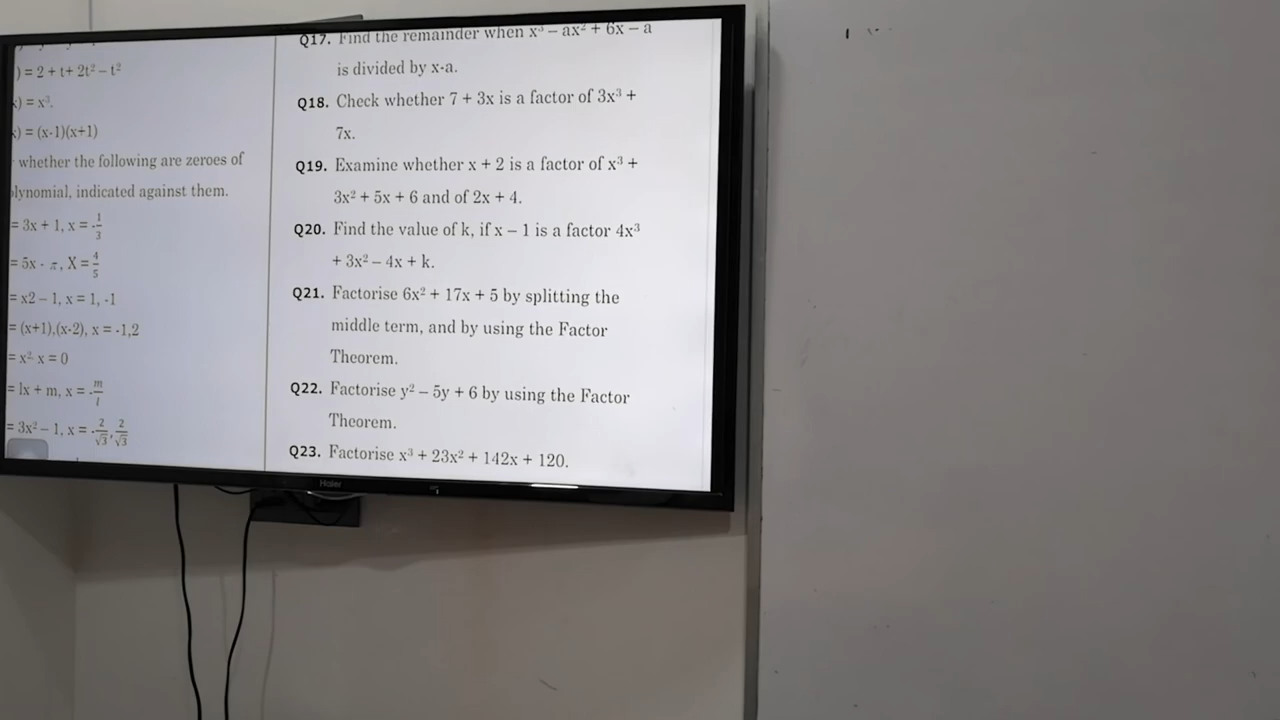 ) = 2 + t+ 2t² – t²
x) = x³.
x) = (x-1)(x+1)
whether the following are zeroes of
olynomial, indicated against them.
= 3x + 1, x = -1/3
= 5x - π, X = 4/5
= x2 – 1, x = 1, -1
= (x+1),(x-2), x = -1,2
= x², x = 0
= lx + m, x = -m/l
= 3x² – 1, x = -2/√3, 2/√3
Q17. Find the remainder when x³ – ax² + 6x – a
is divided by x-a.
Q18. Check whether 7 + 3x is a factor of 3x³ +
7x.
Q19. Examine whether x + 2 is a factor of x³ +
3x² + 5x + 6 and of 2x + 4.
Q20. Find the value of k, if x – 1 is a factor 4x³
+ 3x² – 4x + k.
Q21. Factorise 6x² + 17x + 5 by splitting the
middle term, and by using the Factor
Theorem.
Q22. Factorise y² – 5y + 6 by using the Factor
Theorem.
Q23. Factorise x³ + 23x² + 142x + 120.
Haier